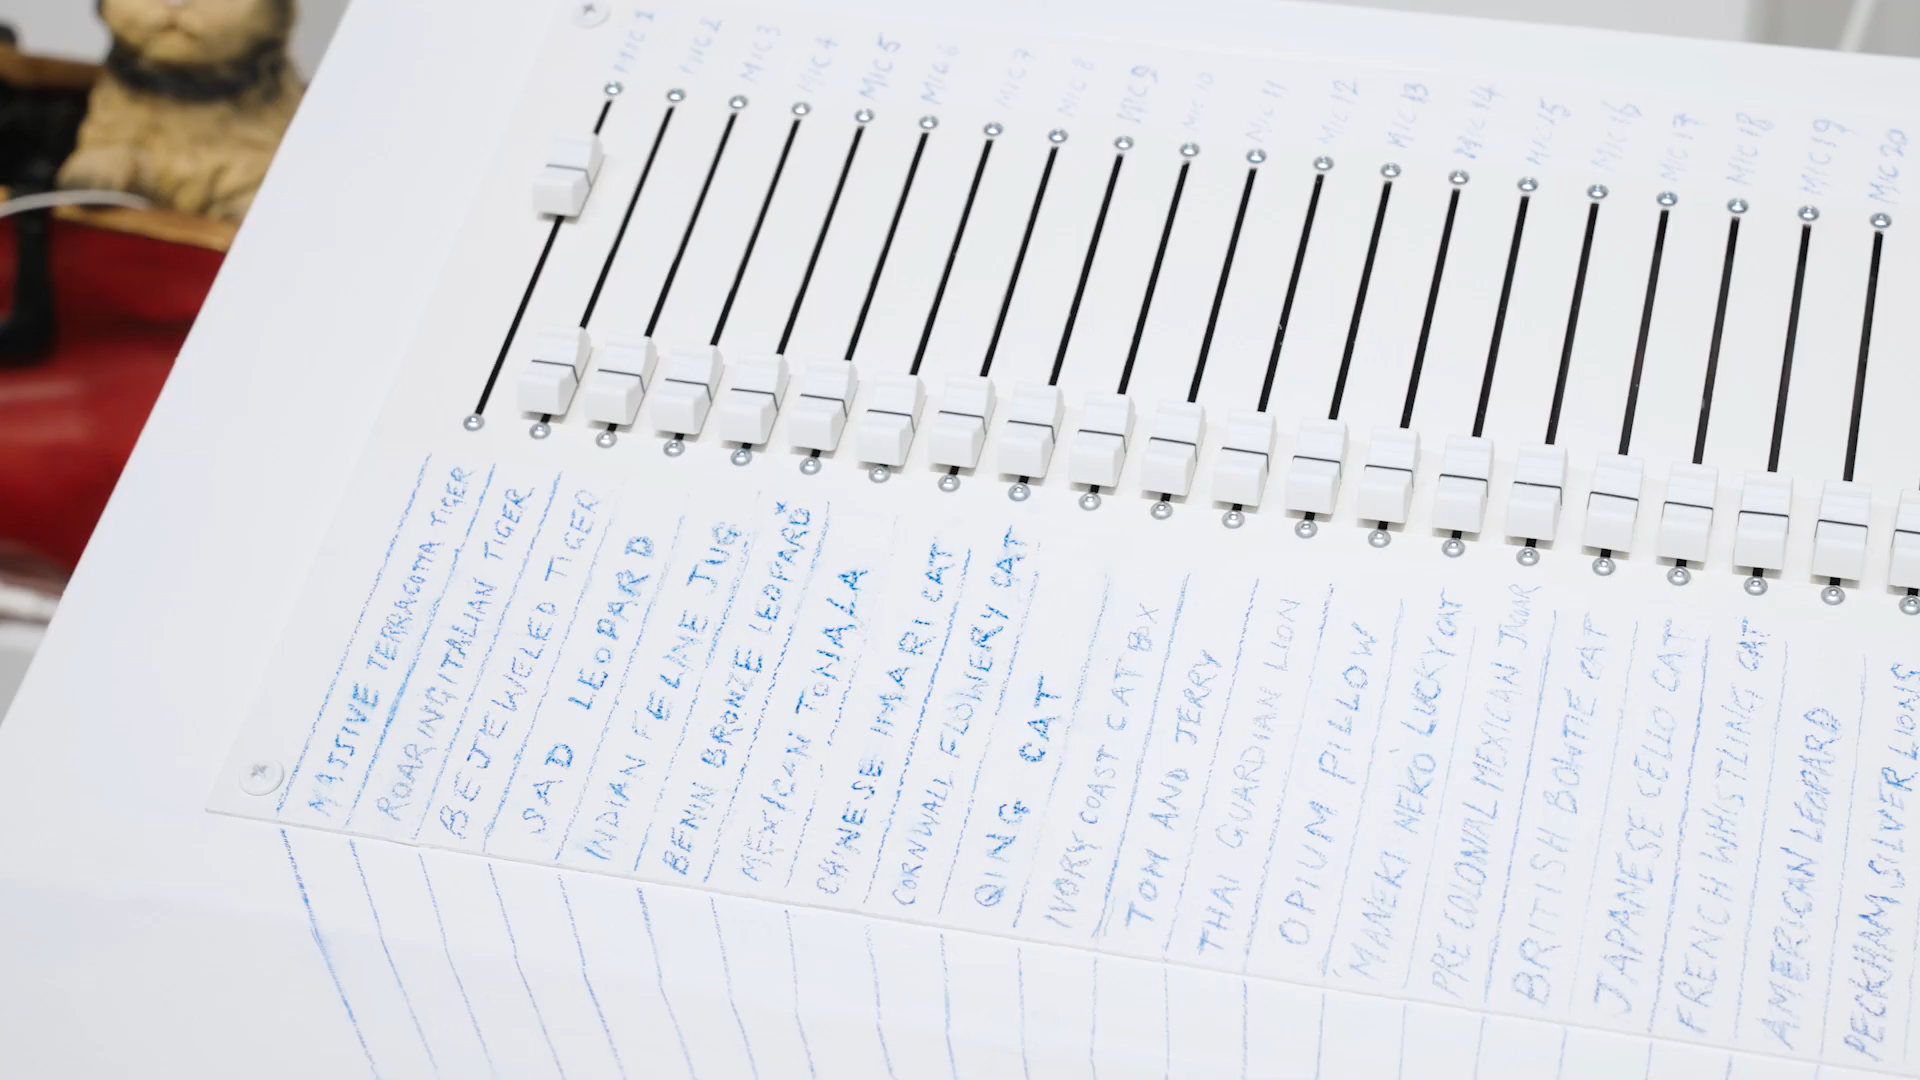 MIC 1
MIC 2
MIC 3
MIC 4
MIC 5
MIC 6
MIC 7
MIC 8
MIC 9
MIC 10
MIC 11
MIC 12
MIC 13
MIC 14
MIC 15
MIC 16
MIC 17
MIC 18
MIC 19
MIC 20
MASSIVE TERRACOTTA TIGER
ROARING ITALIAN TIGER
BEJEWELED TIGER
SAD LEOPARD
INDIAN FELINE JUG
BENIN BRONZE LEOPARD*
MEXICAN TONALA
CHINESE IMARI CAT
CORNWALL FLOWERY CAT
QING CAT
IVORY COAST CAT BOX
TOM AND JERRY
THAI GUARDIAN LION
OPIUM PILLOW
MANEKI NEKO LUCKY CAT
PRE COLONIAL MEXICAN JAGUAR
BRITISH BOWTIE CAT
JAPANESE CELLO CAT
FRENCH WHISTLING CAT
AMERICAN LEOPARD
PECKHAM SILVER LIONS